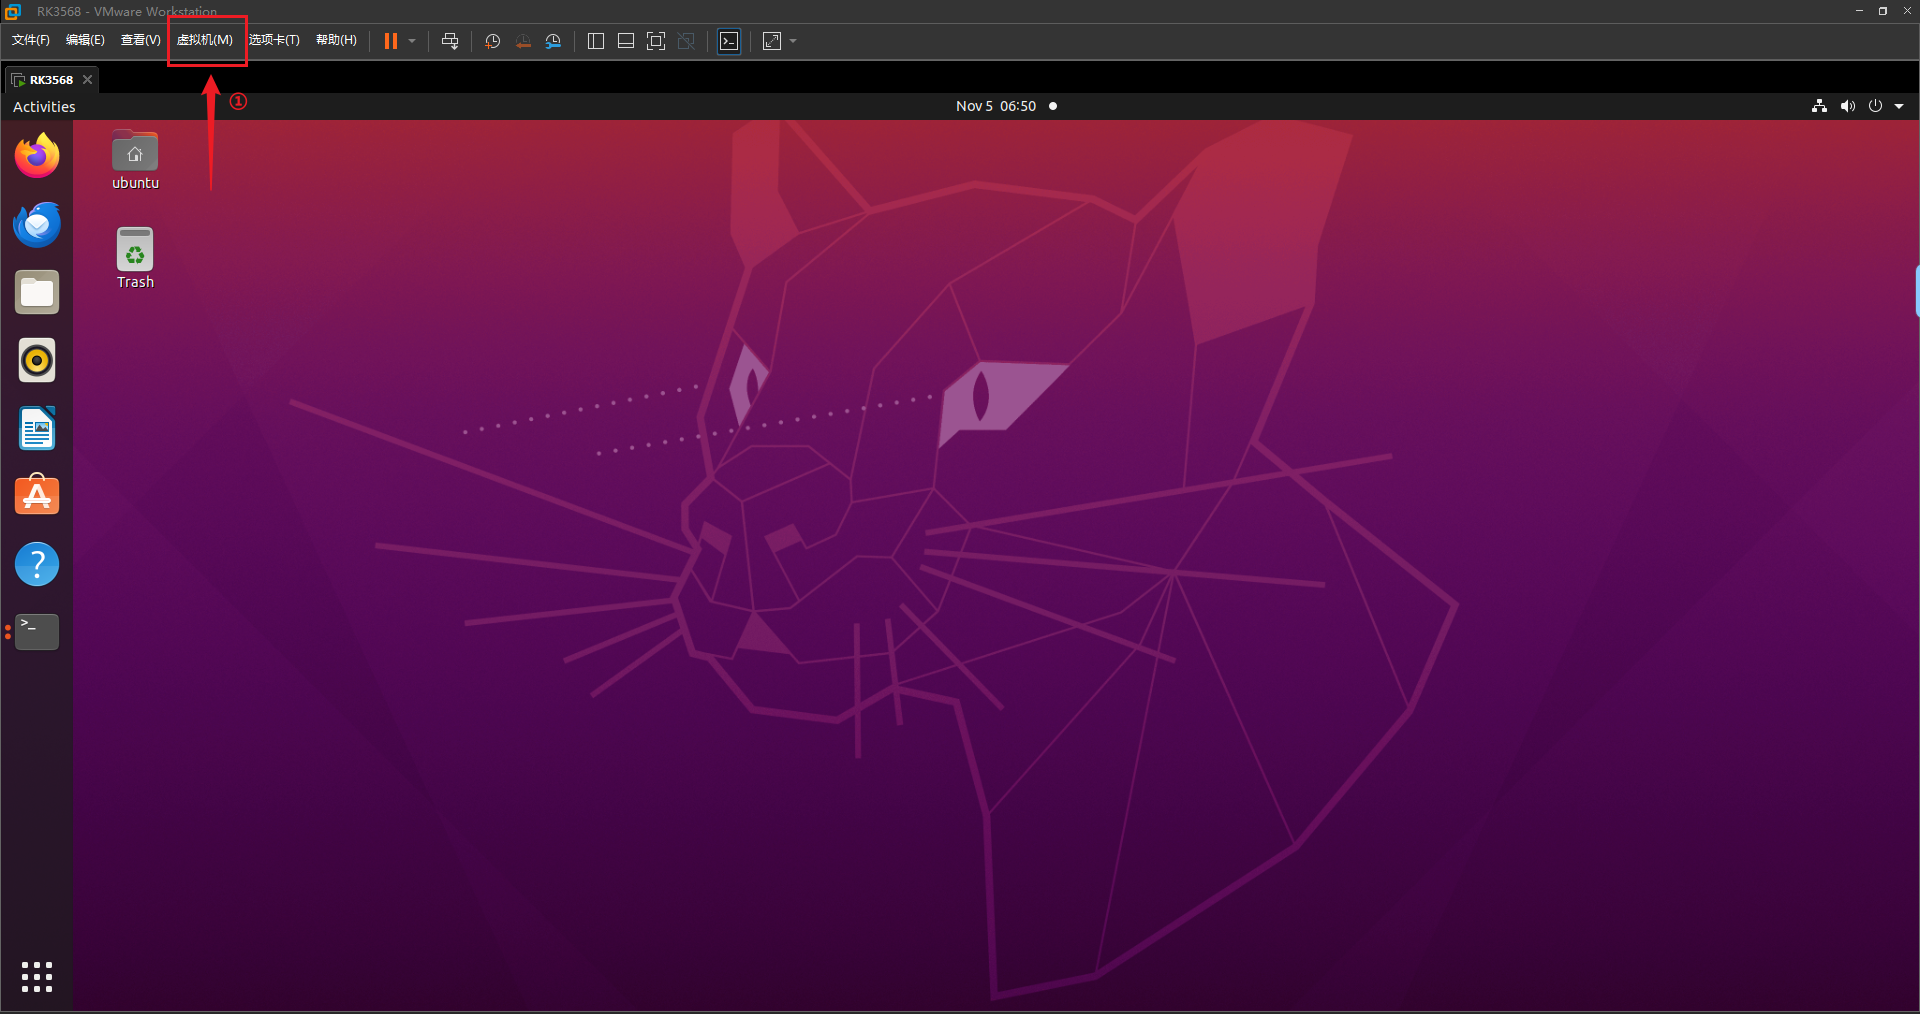 RK3568 - VMware Workstation
文件(F) 编辑(E) 查看(V) 虚拟机(M) 选项卡(T) 帮助(H)
RK3568
①
Activities
Nov 5 06:50
ubuntu
Trash